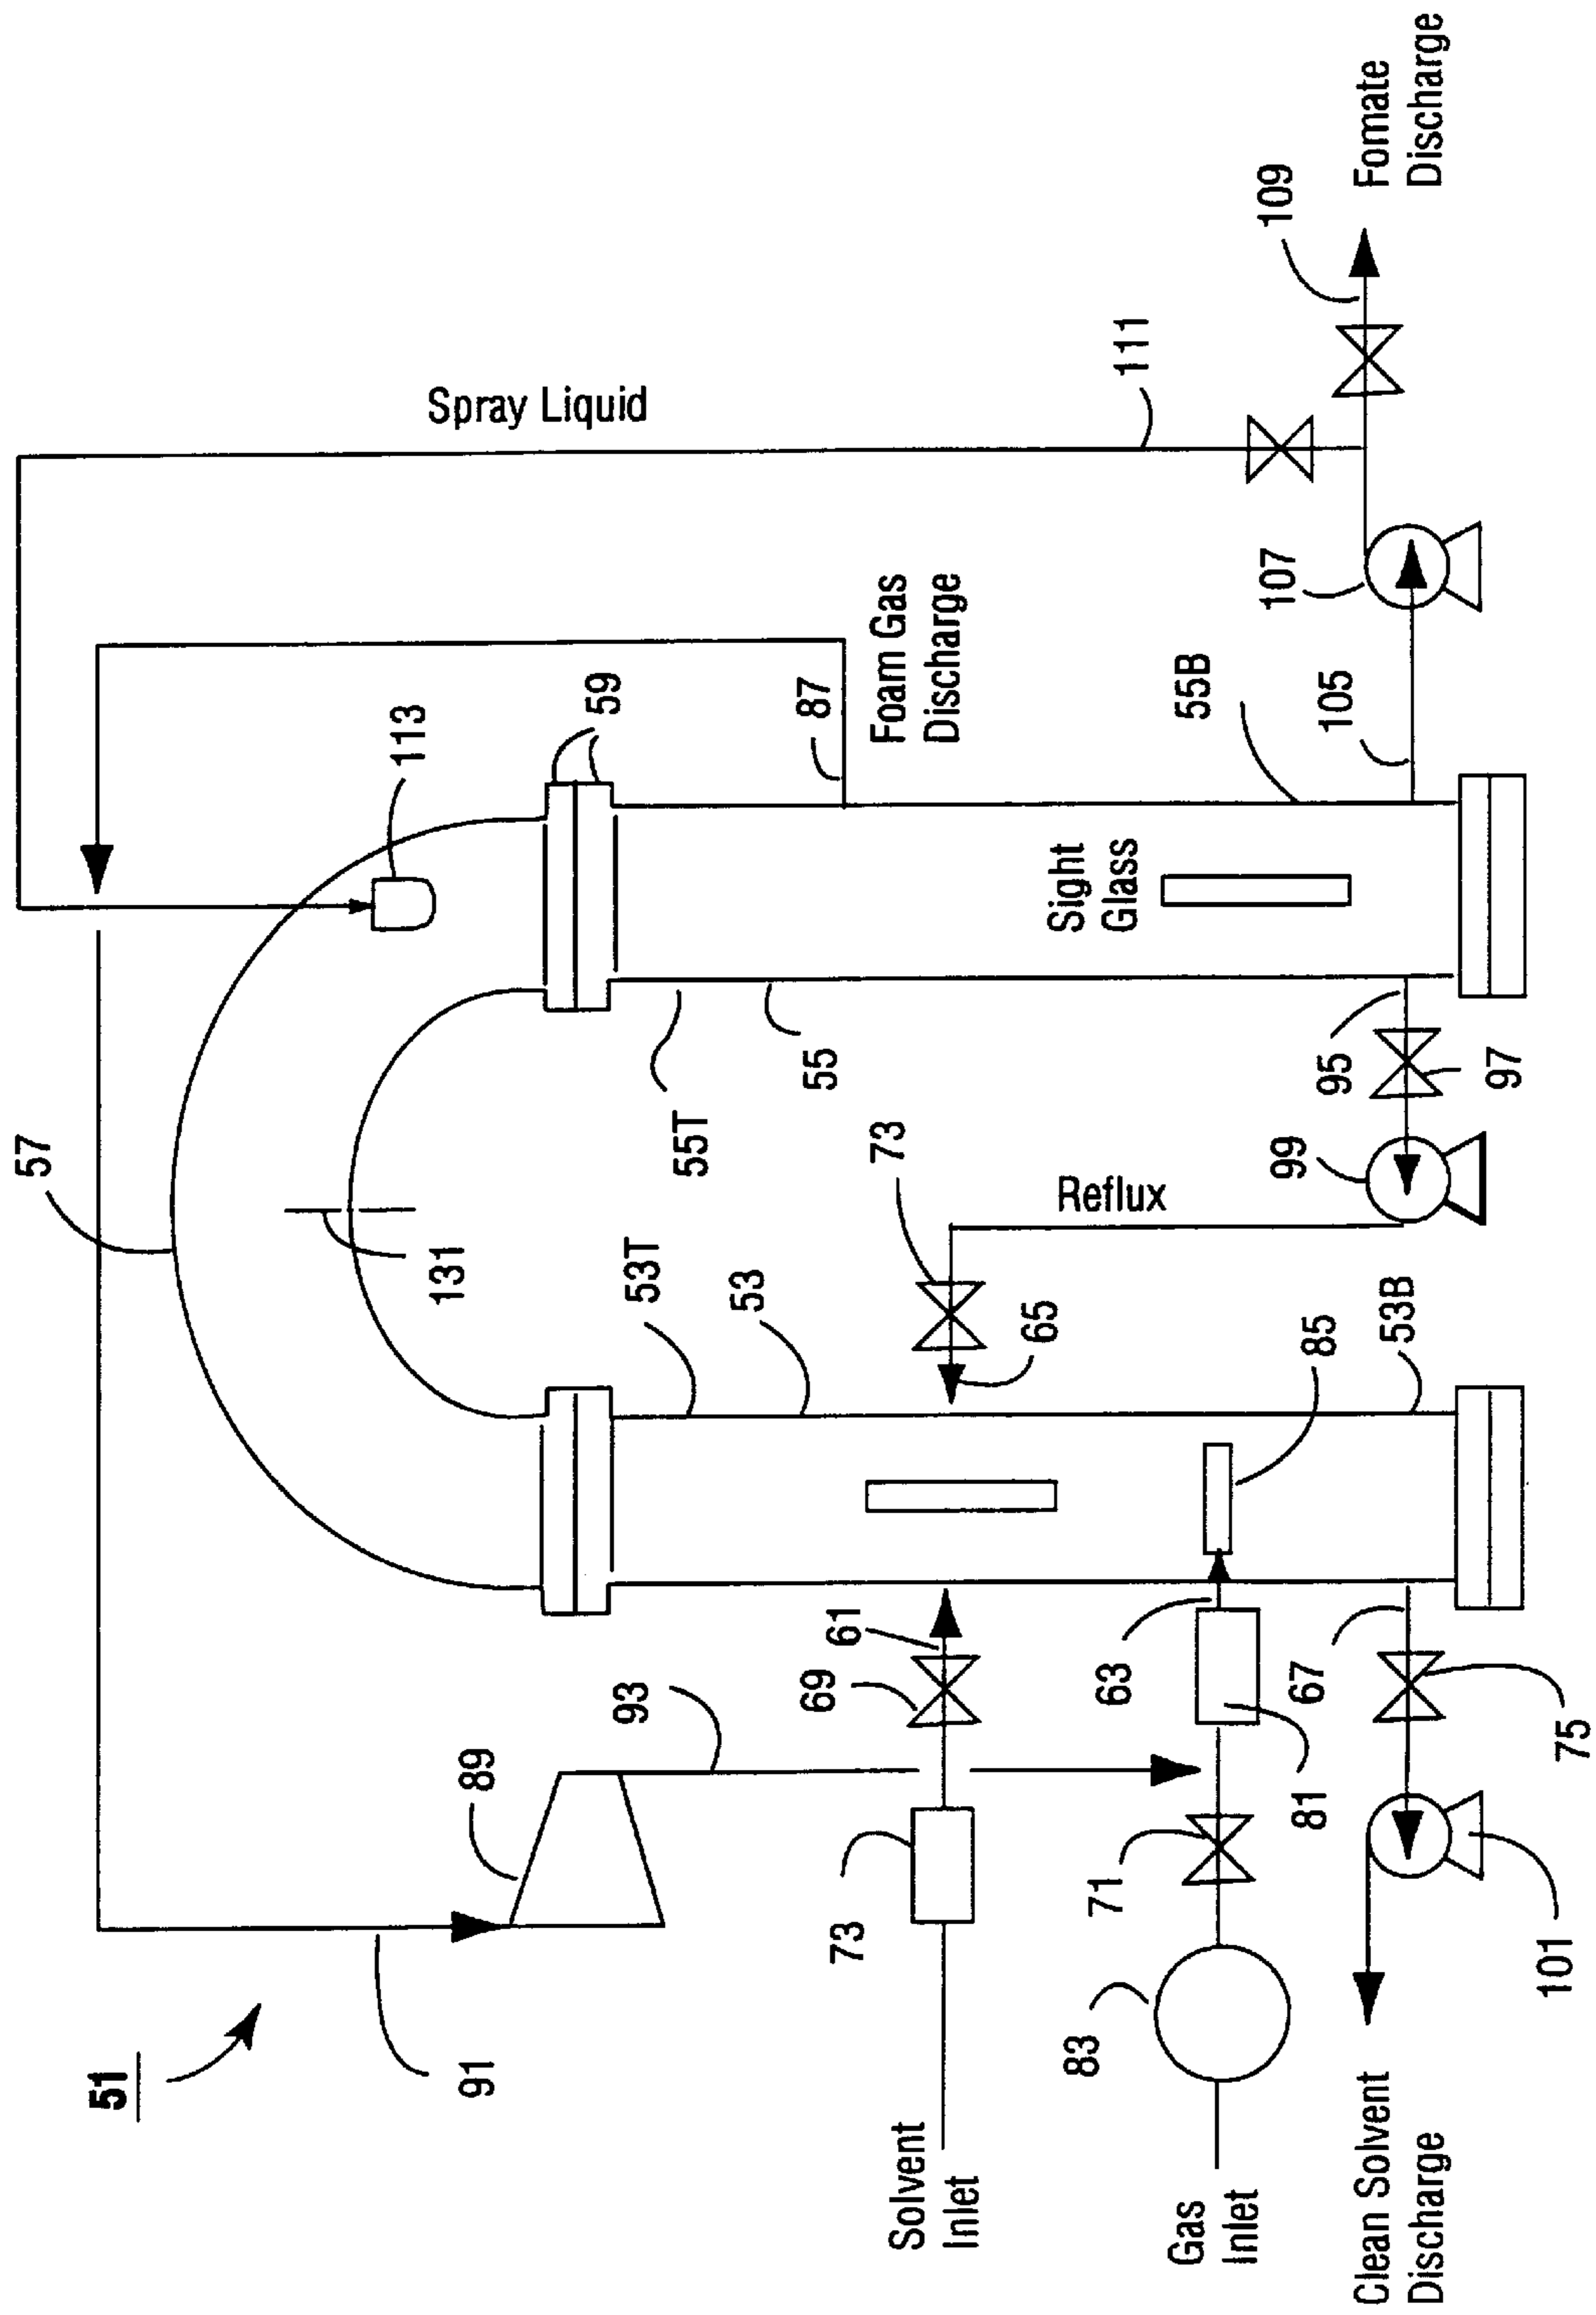 51
57
91
89
93
131
113
59
Spray Liquid
53T
53
55T
55
87
Foam Gas
Discharge
111
109
Fomate
Discharge
Solvent
Inlet
73
69
61
65
73
Reflux
Sight
Glass
55B
107
Gas
Inlet
83
71
81
63
85
53B
99
95
97
105
Clean Solvent
Discharge
101
75
67